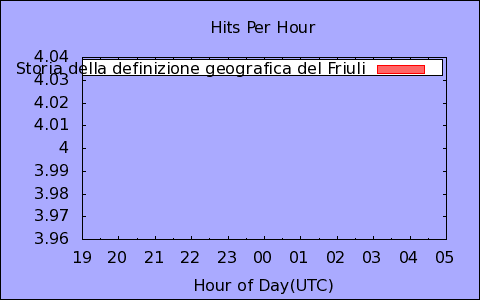 Hits Per Hour
4.04
Storia della definizione geografica del Friuli
4.03
4.02
4.01
4
3.99
3.98
3.97
3.96
19 20 21 22 23 00 01 02 03 04 05
Hour of Day(UTC)